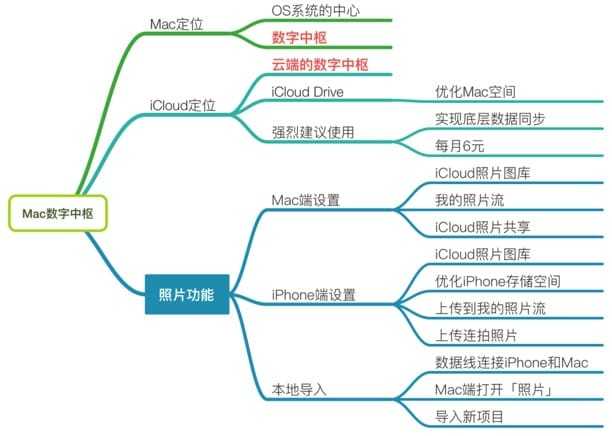 Mac数字中枢
Mac定位
OS系统的中心
数字中枢
iCloud定位
云端的数字中枢
iCloud Drive
优化Mac空间
强烈建议使用
实现底层数据同步
每月6元
照片功能
Mac端设置
iCloud照片图库
我的照片流
iCloud照片共享
iPhone端设置
iCloud照片图库
优化iPhone存储空间
上传到我的照片流
上传连拍照片
本地导入
数据线连接iPhone和Mac
Mac端打开「照片」
导入新项目